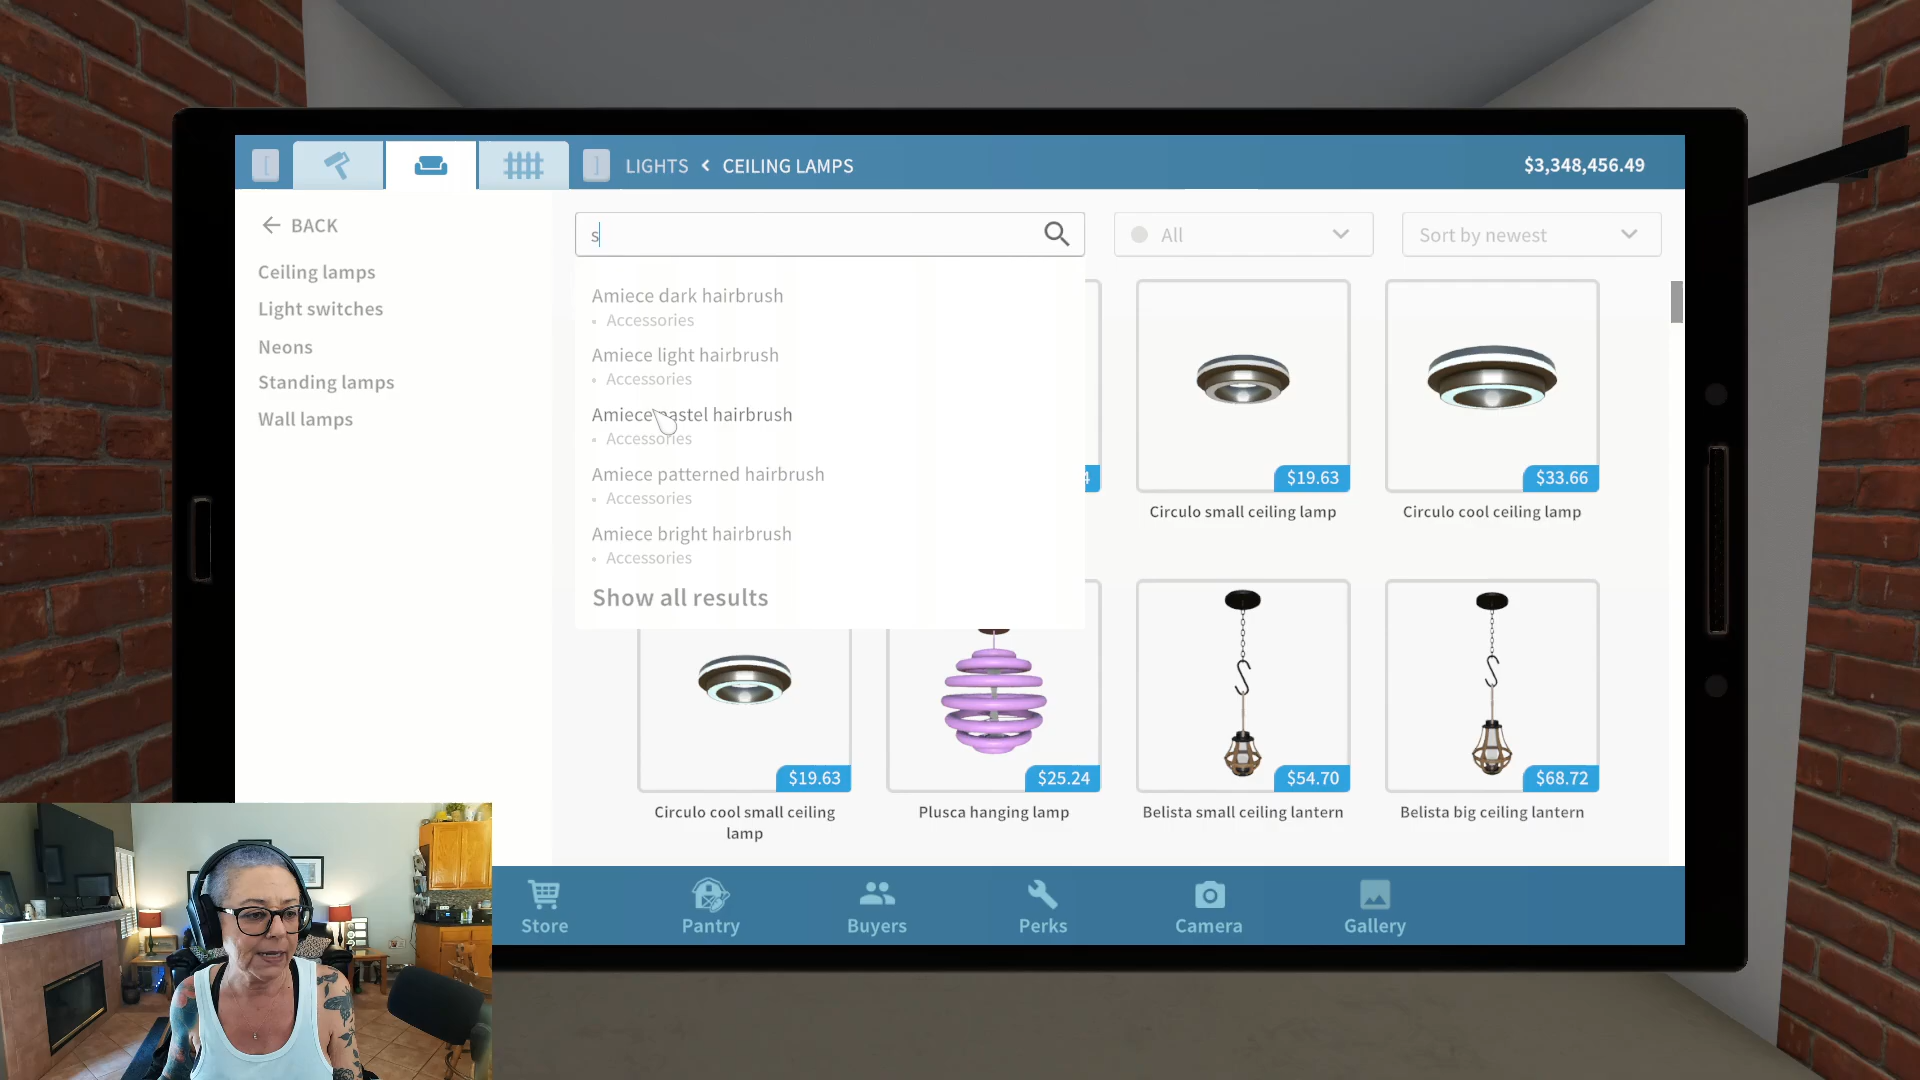 [
]
LIGHTS < CEILING LAMPS
$3,348,456.49
← BACK
Ceiling lamps
Light switches
Neons
Standing lamps
Wall lamps
s
All
Sort by newest
Amiece dark hairbrush
• Accessories
Amiece light hairbrush
• Accessories
Amiece pastel hairbrush
• Accessories
Amiece patterned hairbrush
• Accessories
Amiece bright hairbrush
• Accessories
Show all results
4
$19.63
Circulo small ceiling lamp
$33.66
Circulo cool ceiling lamp
$19.63
Circulo cool small ceiling
lamp
$25.24
Plusca hanging lamp
$54.70
Belista small ceiling lantern
$68.72
Belista big ceiling lantern
Store
Pantry
Buyers
Perks
Camera
Gallery